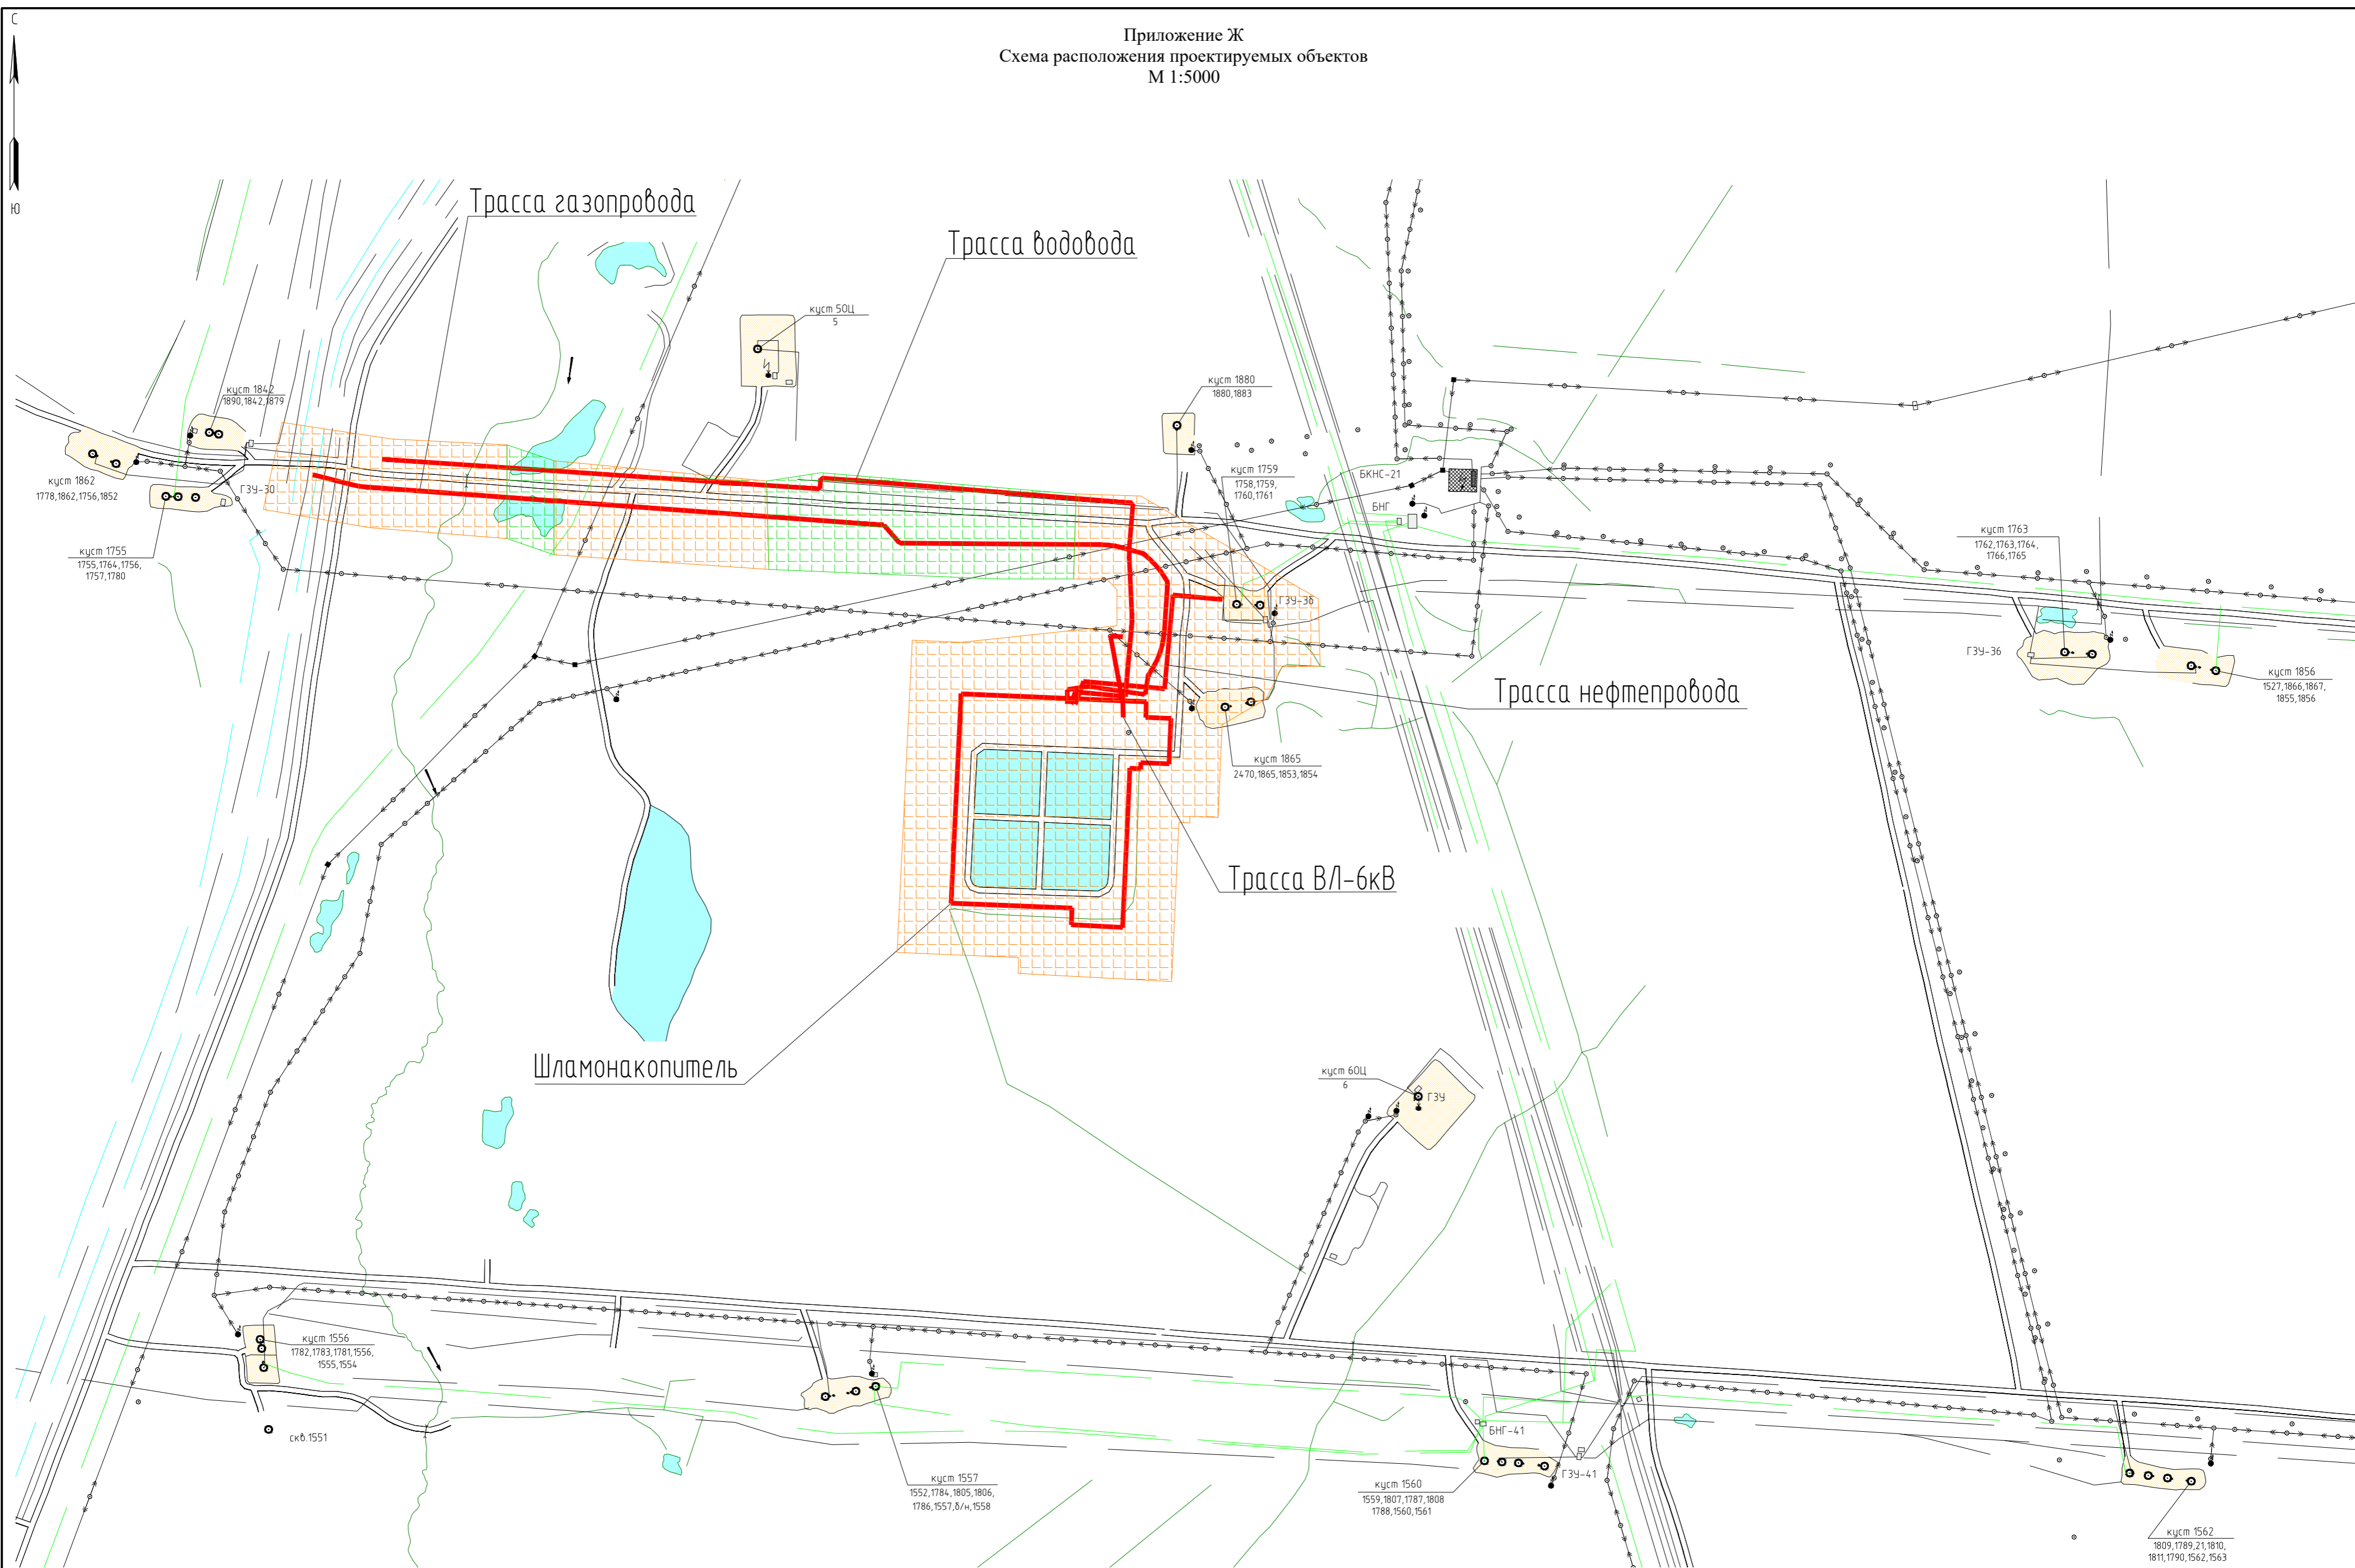 С
Ю
Приложение Ж
Схема расположения проектируемых объектов
М 1:5000
Трасса газопровода
Трасса водовода
куст 50Ц
5
куст 1842
1890,1842,1879
куст 1862
1778,1862,1756,1852
ГЗУ-30
куст 1755
1755,1764,1756,
1757,1780
куст 1880
1880,1883
куст 1759
1758,1759,
1760,1761
БКНС-21
БНГ
ГЗУ-38
куст 1763
1762,1763,1764,
1766,1765
ГЗУ-36
куст 1856
1527,1866,1867,
1855,1856
Трасса нефтепровода
куст 1865
2470,1865,1853,1854
Трасса ВЛ-6кВ
Шламонакопитель
куст 60Ц
6
ГЗУ
куст 1556
1782,1783,1781,1556,
1555,1554
скв.1551
куст 1557
1552,1784,1805,1806,
1786,1557,б/н,1558
БНГ-41
ГЗУ-41
куст 1560
1559,1807,1787,1808
1788,1560,1561
куст 1562
1809,1789,21,1810,
1811,1790,1562,1563